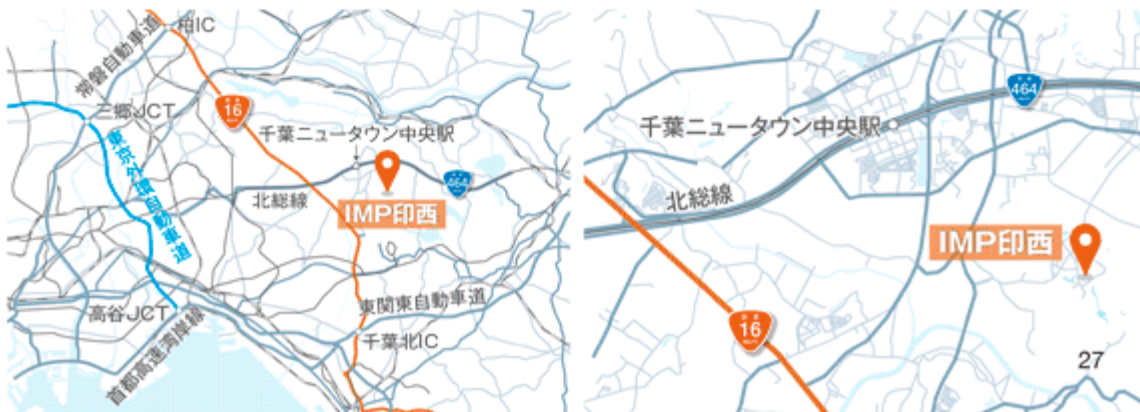 柏IC
常磐自動車道
16
三郷JCT
千葉ニュータウン中央駅
東京外環自動車道
464
北総線
IMP印西
高谷JCT
東関東自動車道
千葉北IC
首都高速湾岸線
464
千葉ニュータウン中央駅
北総線
IMP印西
16
27